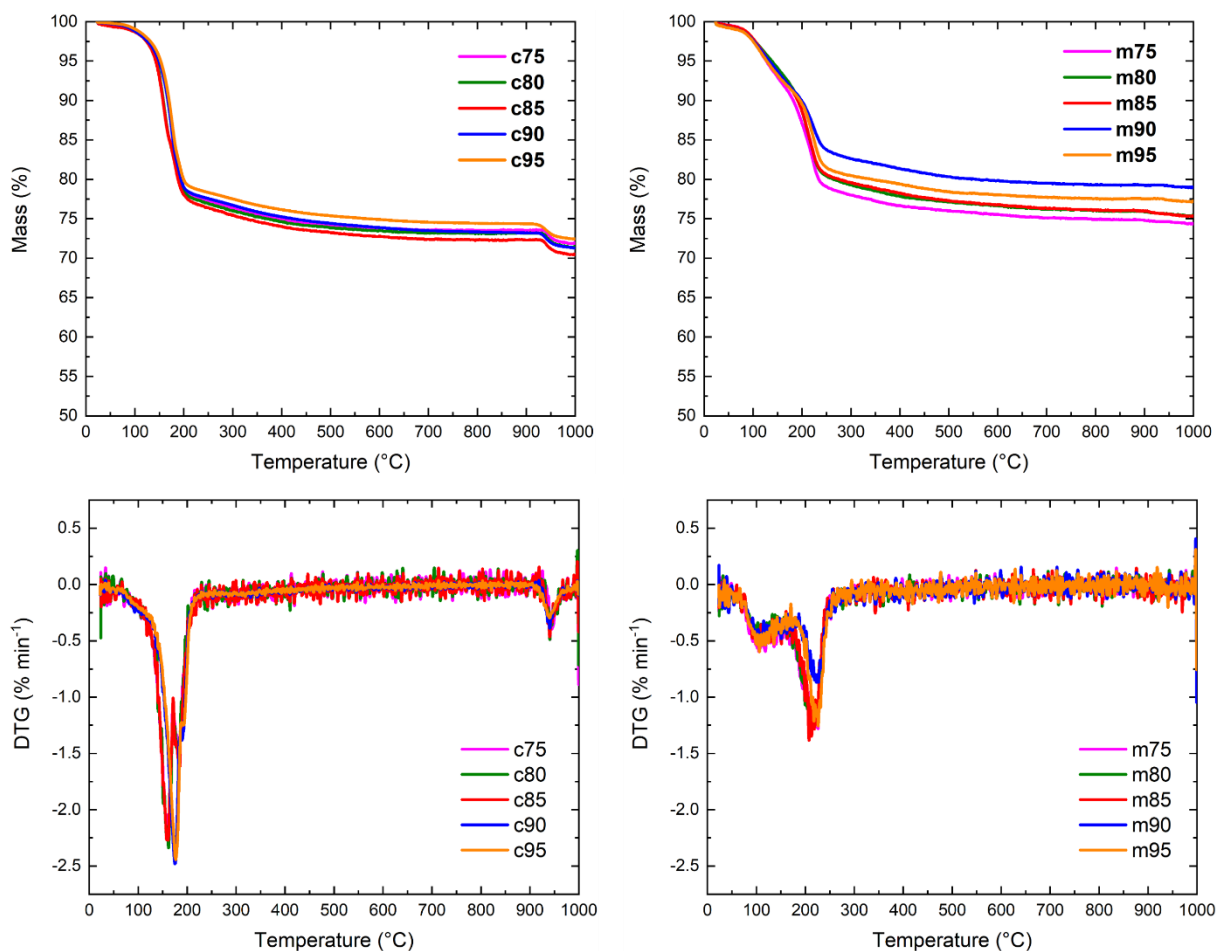 100
95
90
85
80
75
70
65
60
55
50
Mass (%)
c75
c80
c85
c90
c95
0 100 200 300 400 500 600 700 800 900 1000
Temperature (°C)
100
95
90
85
80
75
70
65
60
55
50
Mass (%)
m75
m80
m85
m90
m95
0 100 200 300 400 500 600 700 800 900 1000
Temperature (°C)
0.5
0.0
-0.5
-1.0
-1.5
-2.0
-2.5
DTG (% min⁻¹)
c75
c80
c85
c90
c95
0 100 200 300 400 500 600 700 800 900 1000
Temperature (°C)
0.5
0.0
-0.5
-1.0
-1.5
-2.0
-2.5
DTG (% min⁻¹)
m75
m80
m85
m90
m95
0 100 200 300 400 500 600 700 800 900 1000
Temperature (°C)